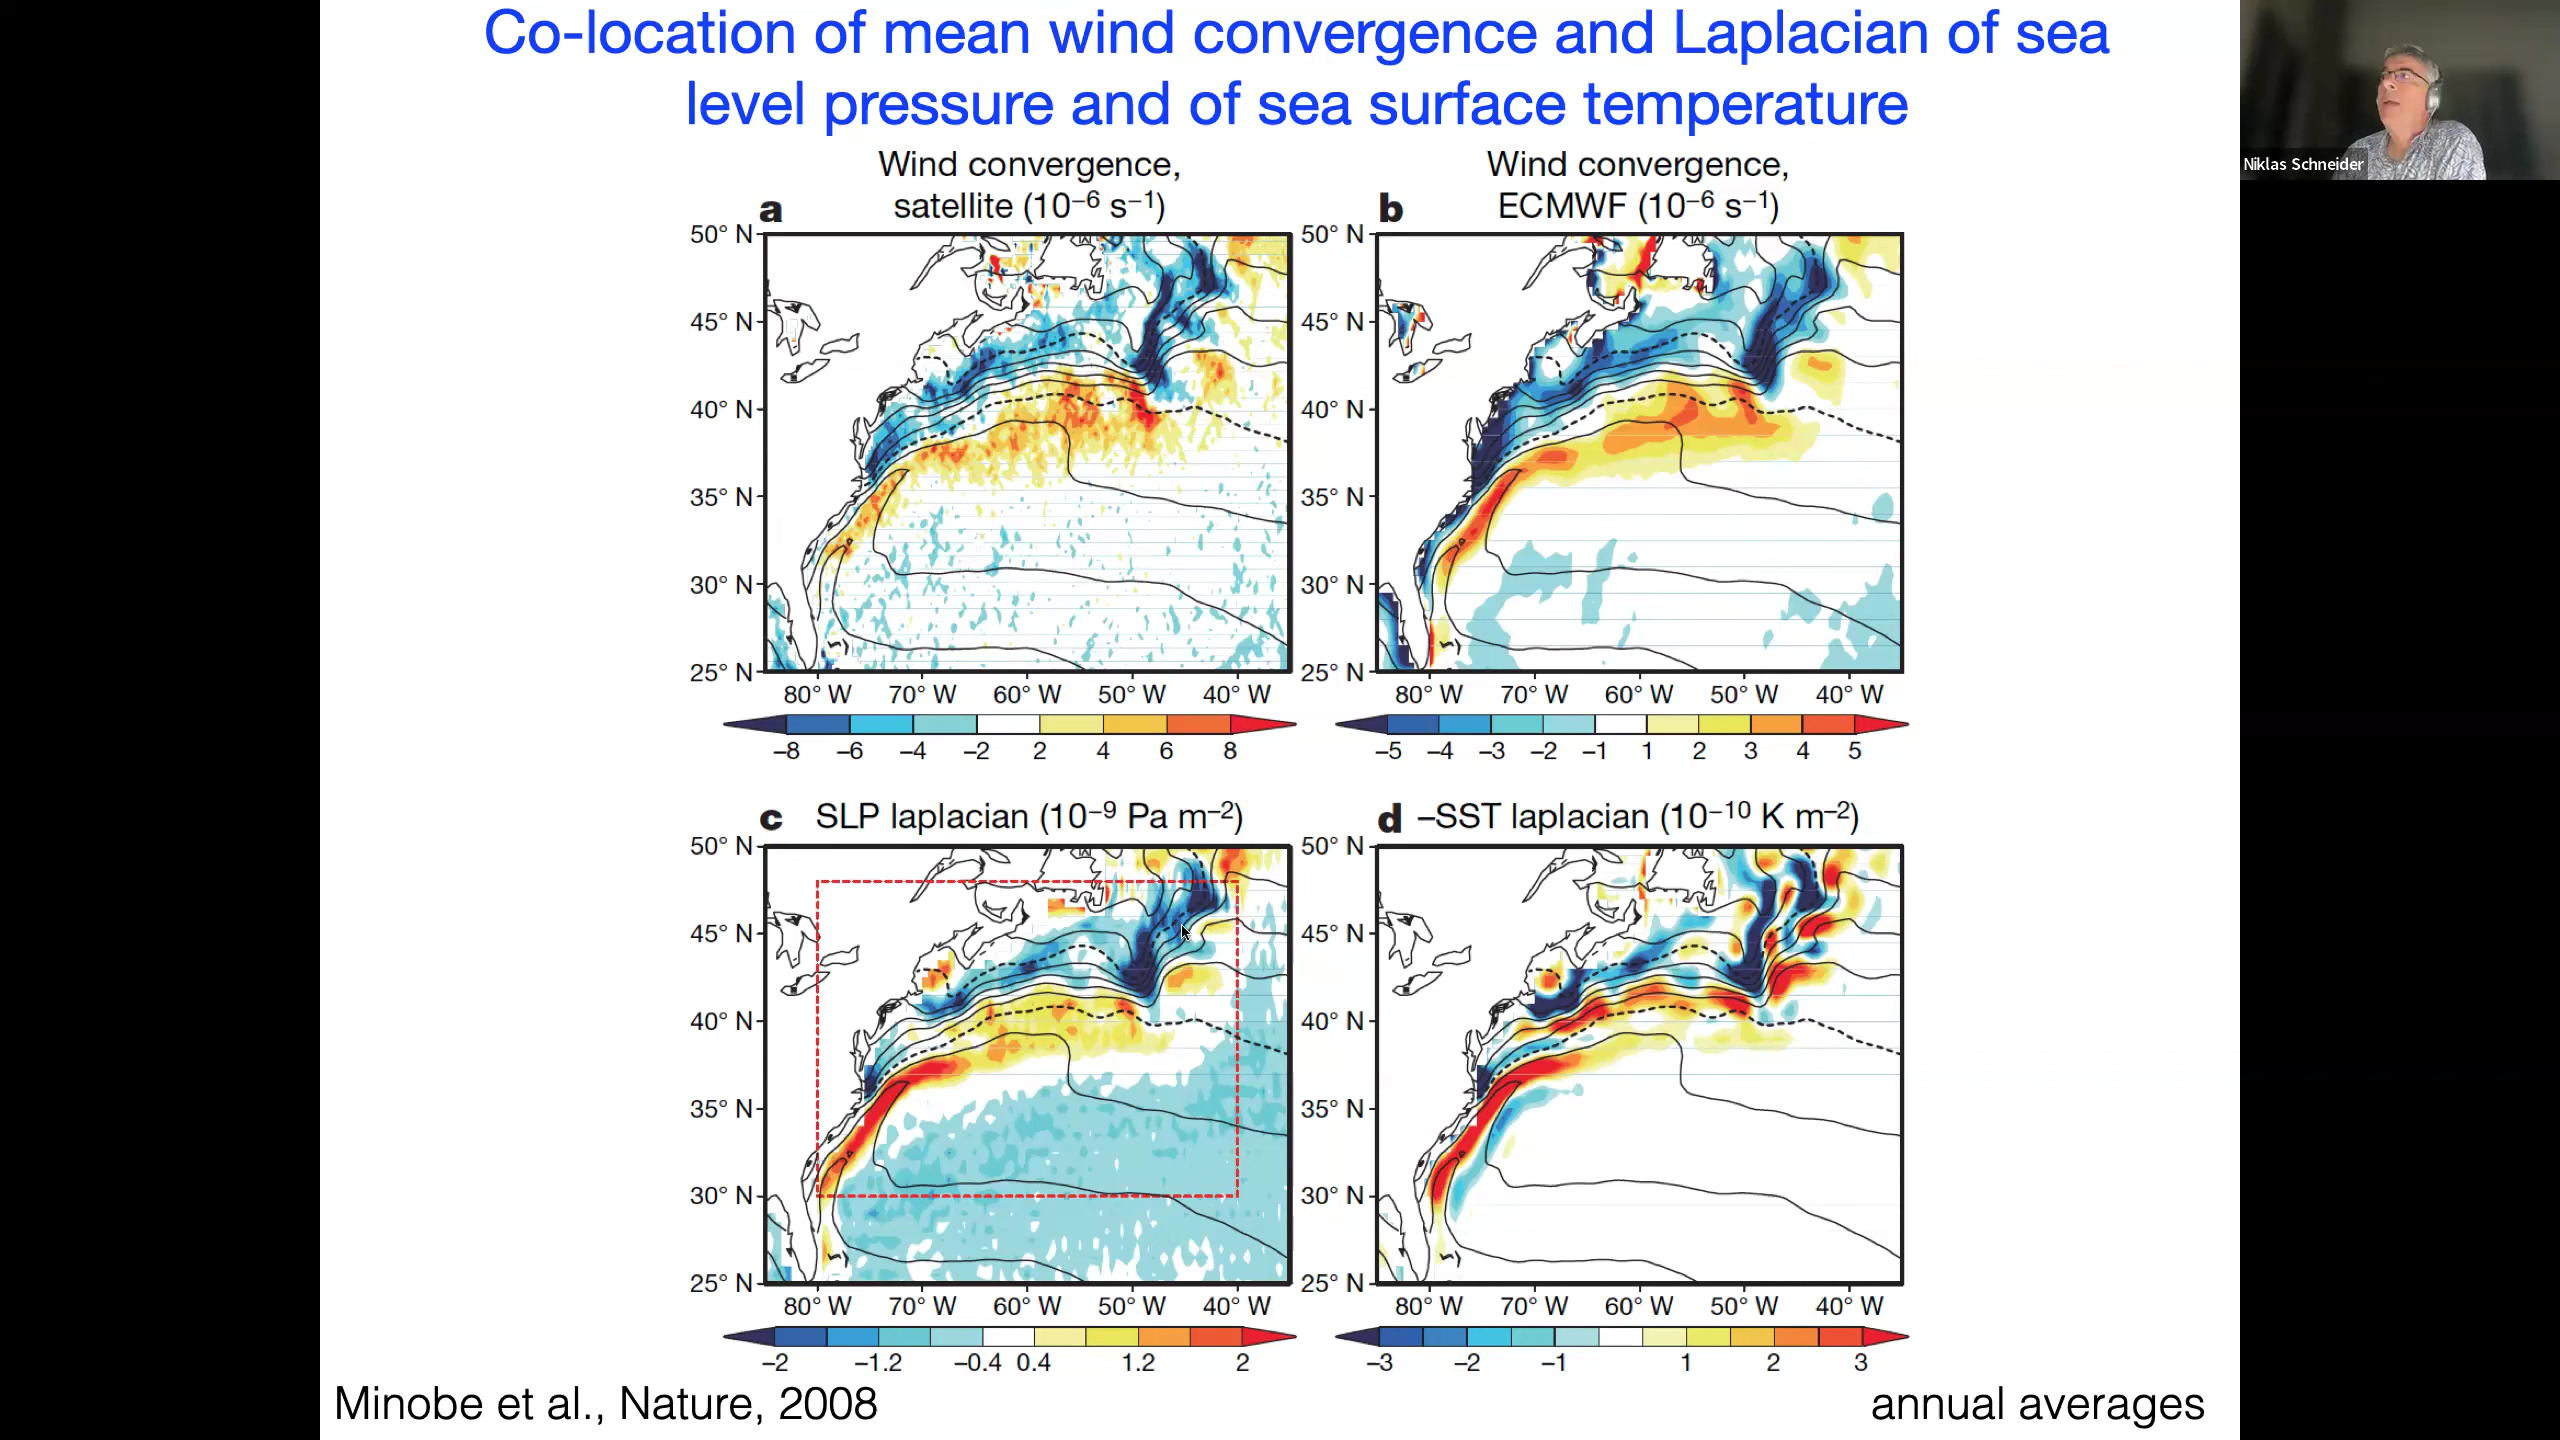 Co-location of mean wind convergence and Laplacian of sea
level pressure and of sea surface temperature
Niklas Schneider
a
Wind convergence,
satellite (10−6 s−1)
50° N
45° N
40° N
35° N
30° N
25° N
80° W 70° W 60° W 50° W 40° W
−8 −6 −4 −2 2 4 6 8
b
Wind convergence,
ECMWF (10−6 s−1)
50° N
45° N
40° N
35° N
30° N
25° N
80° W 70° W 60° W 50° W 40° W
−5 −4 −3 −2 −1 1 2 3 4 5
c SLP laplacian (10−9 Pa m−2)
50° N
45° N
40° N
35° N
30° N
25° N
80° W 70° W 60° W 50° W 40° W
−2 −1.2 −0.4 0.4 1.2 2
d −SST laplacian (10−10 K m−2)
50° N
45° N
40° N
35° N
30° N
25° N
80° W 70° W 60° W 50° W 40° W
−3 −2 −1 1 2 3
Minobe et al., Nature, 2008
annual averages